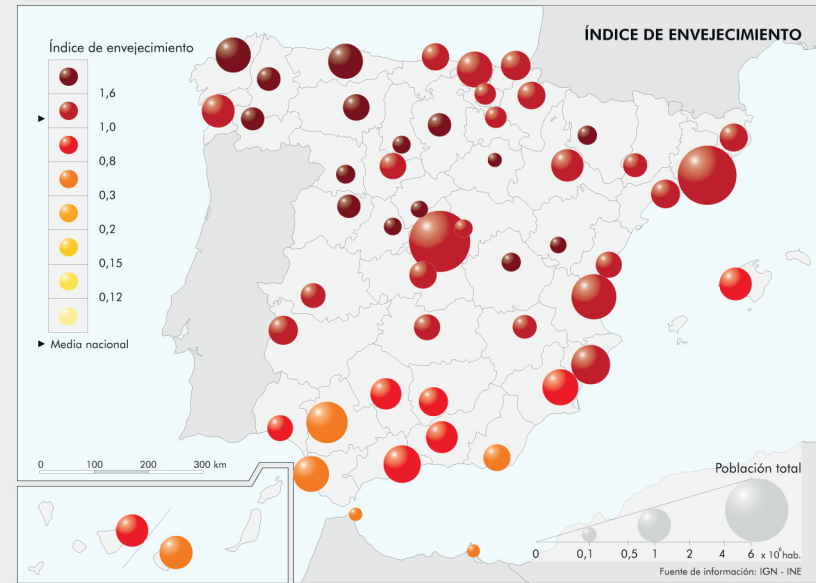 ÍNDICE DE ENVEJECIMIENTO
Índice de envejecimiento
1,6
1,0
0,8
0,3
0,2
0,15
0,12
► Media nacional
0 100 200 300 km
Población total
0 0,1 0,5 1 2 4 6 x 10⁶hab.
Fuente de información: IGN - INE